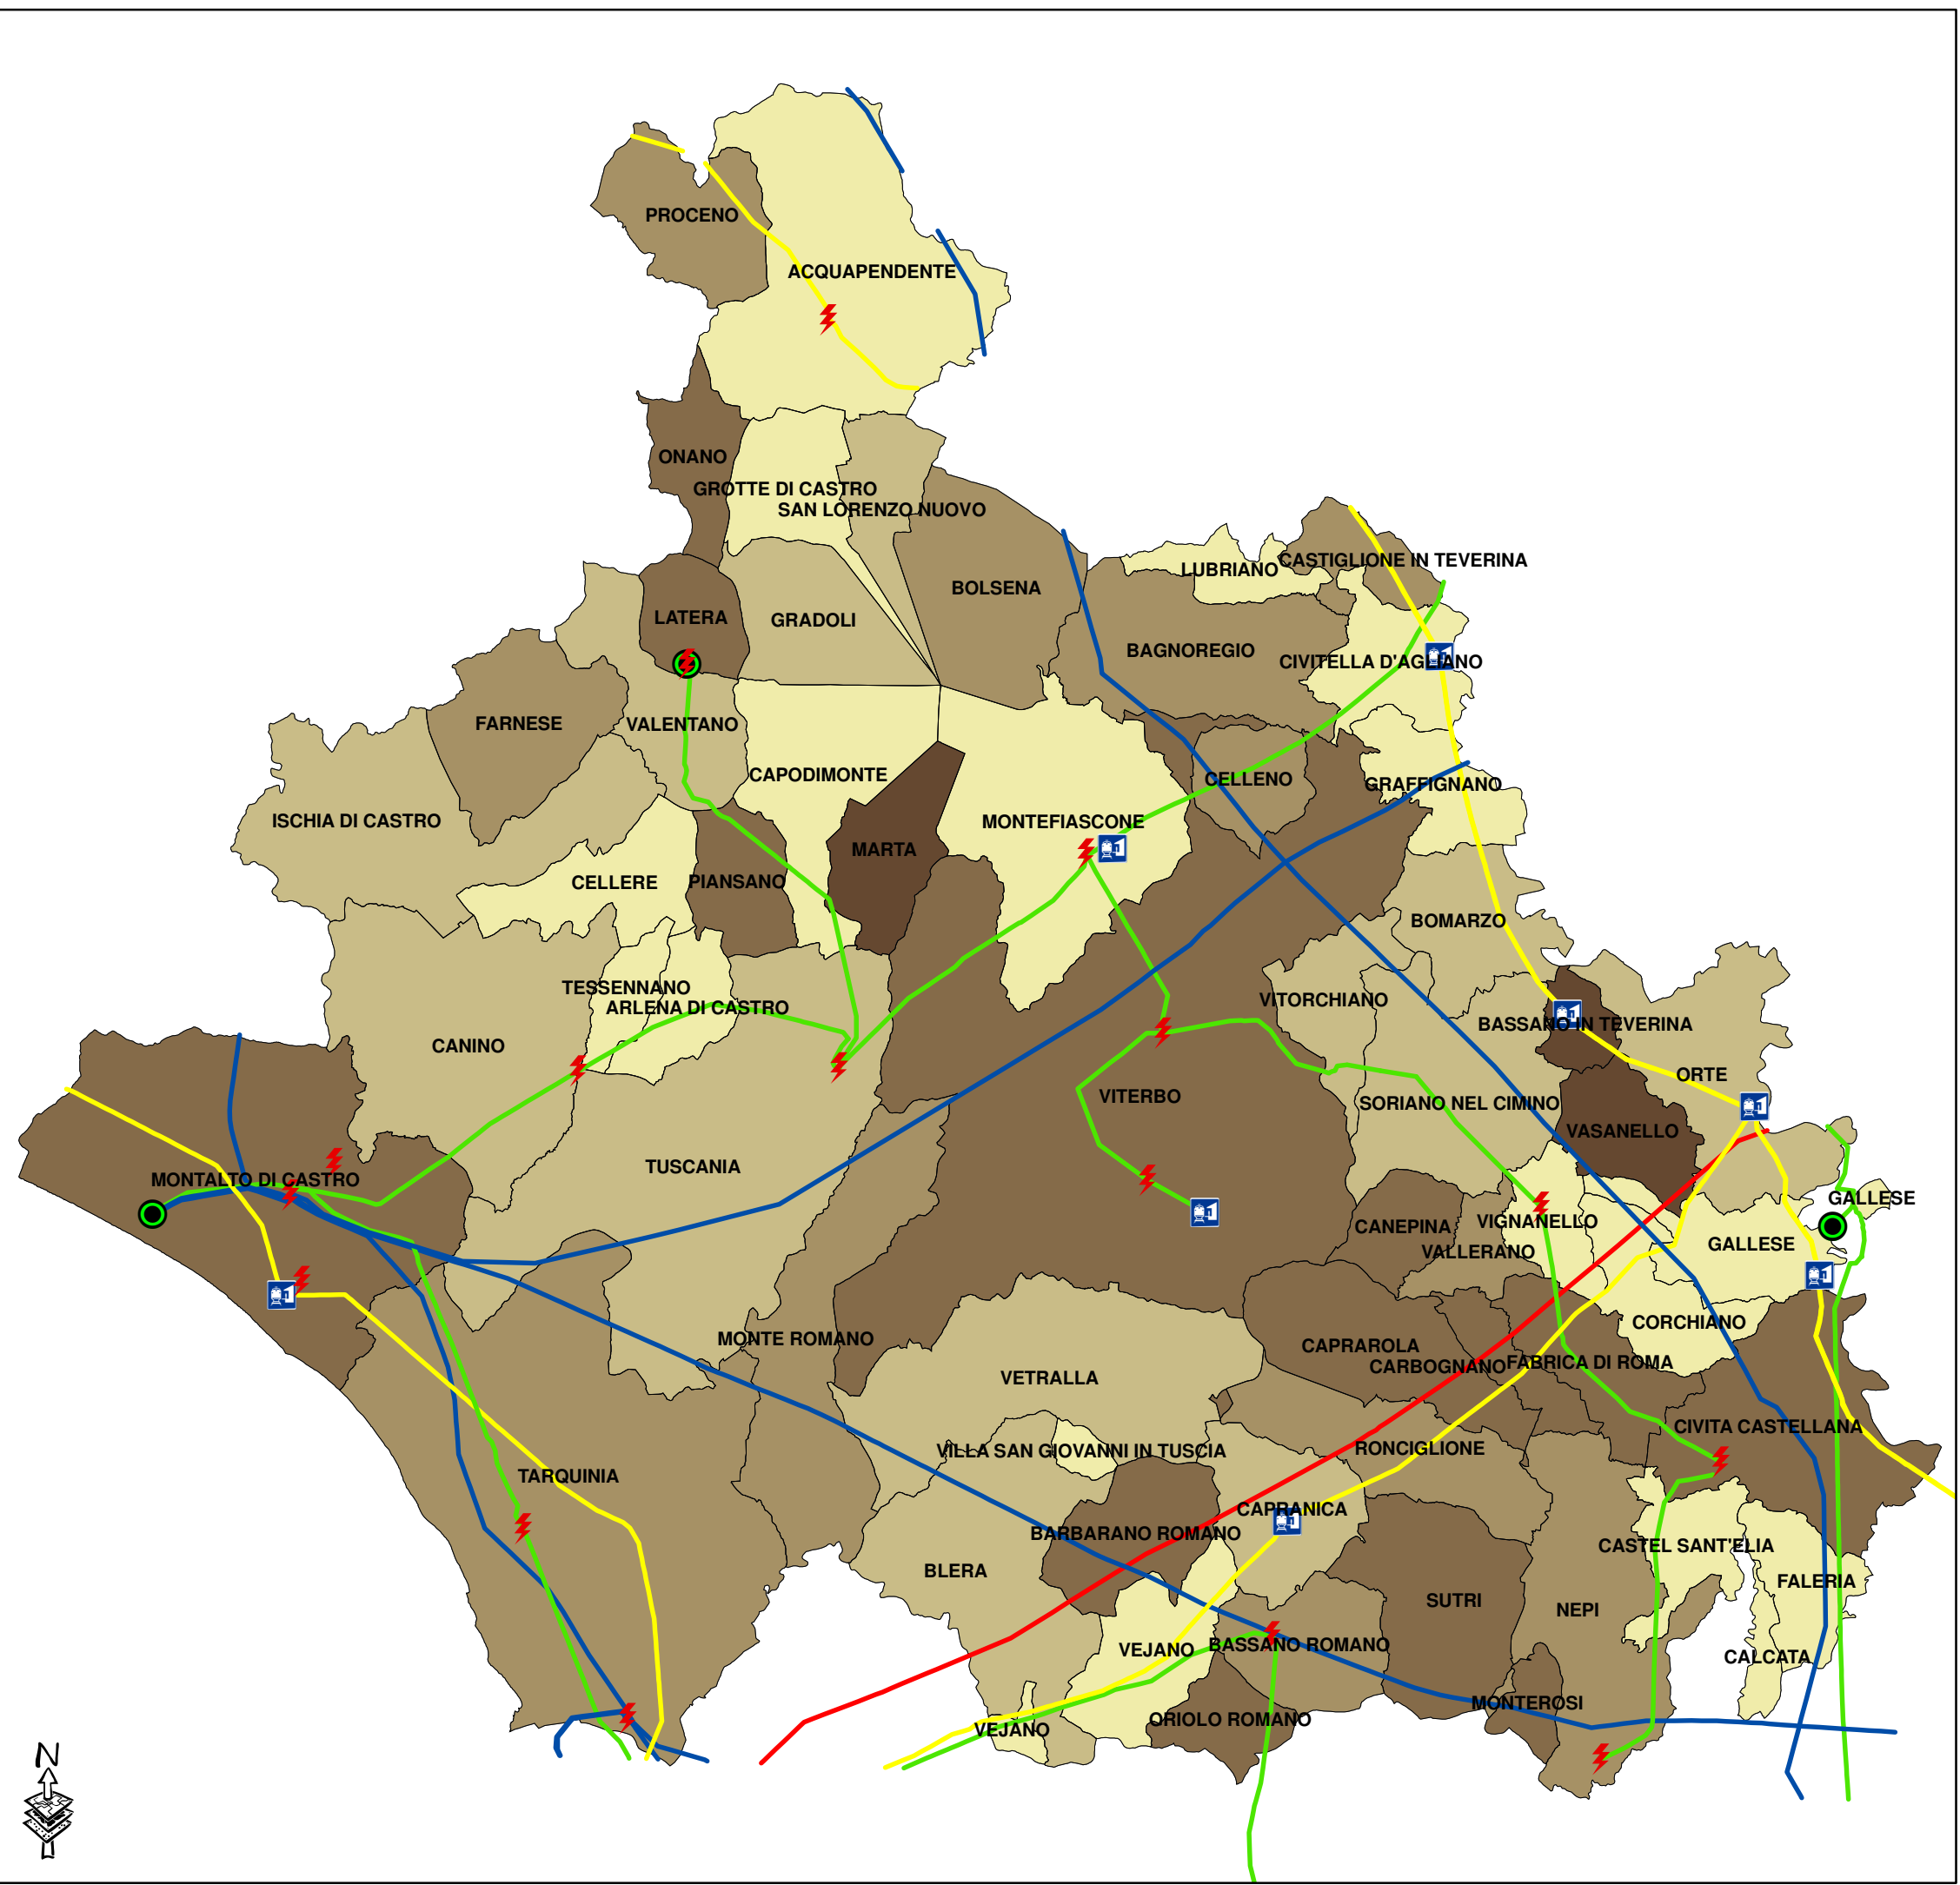 PROCENO
ACQUAPENDENTE
ONANO
GROTTE DI CASTRO
SAN LORENZO NUOVO
CASTIGLIONE IN TEVERINA
LUBRIANO
BOLSENA
LATERA
GRADOLI
BAGNOREGIO
CIVITELLA D'AGLIANO
FARNESE
VALENTANO
CAPODIMONTE
CELLENO
GRAFFIGNANO
ISCHIA DI CASTRO
MONTEFIASCONE
MARTA
CELLERE
PIANSANO
BOMARZO
TESSENNANO
VITORCHIANO
ARLENA DI CASTRO
BASSANO IN TEVERINA
CANINO
ORTE
VITERBO
SORIANO NEL CIMINO
VASANELLO
TUSCANIA
MONTALTO DI CASTRO
GALLESE
VIGNANELLO
CANEPINA
GALLESE
VALLERANO
CORCHIANO
MONTE ROMANO
CAPRAROLA
CARBOGNANO
FABRICA DI ROMA
VETRALLA
CIVITA CASTELLANA
VILLA SAN GIOVANNI IN TUSCIA
RONCIGLIONE
TARQUINIA
CAPRANICA
BARBARANO ROMANO
CASTEL SANT'ELIA
BLERA
FALERIA
SUTRI
NEPI
BASSANO ROMANO
VEJANO
CALCATA
MONTEROSI
ORIOLO ROMANO
VEJANO
N